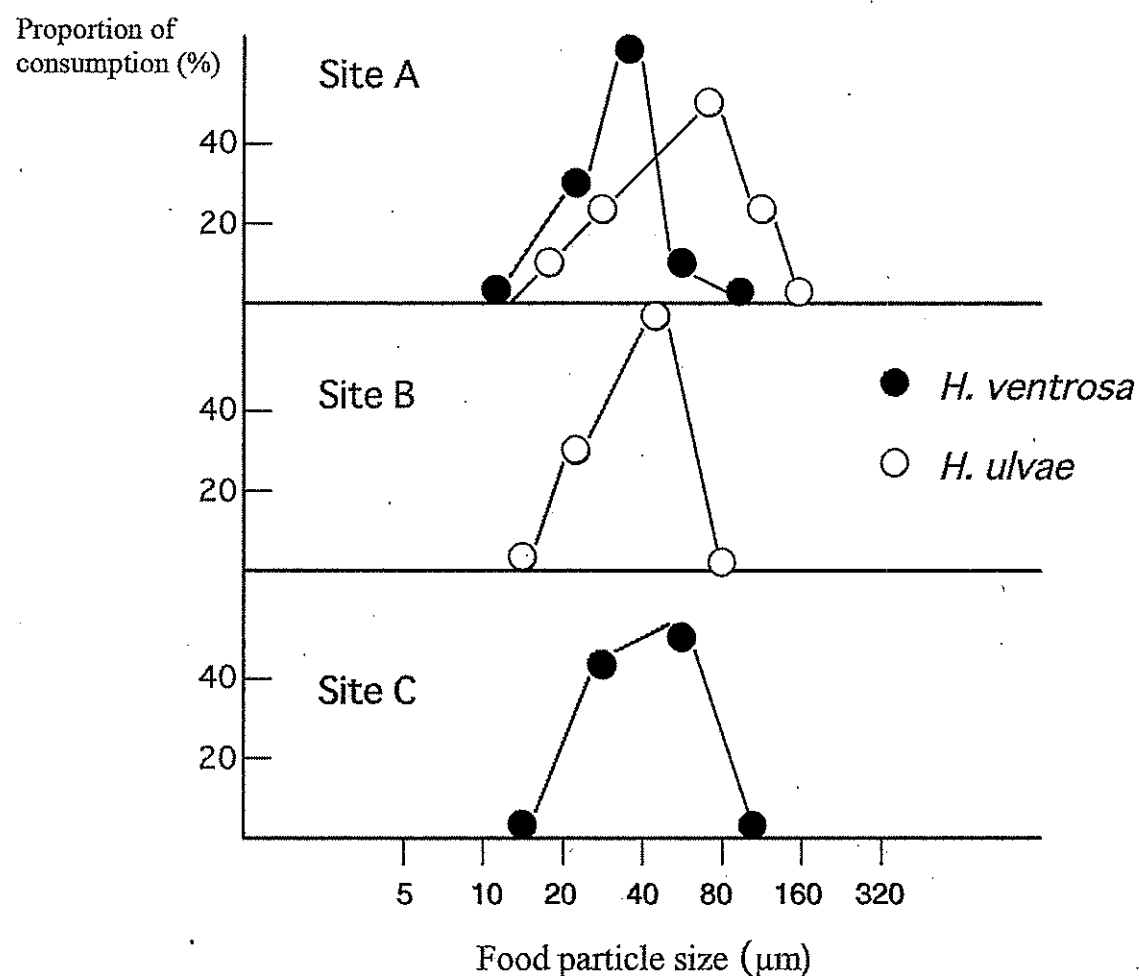 Proportion of
consumption (%)
Site A
40
20
Site B
40
20
H. ventrosa
H. ulvae
Site C
40
20
5 10 20 40 80 160 320
Food particle size (μm)